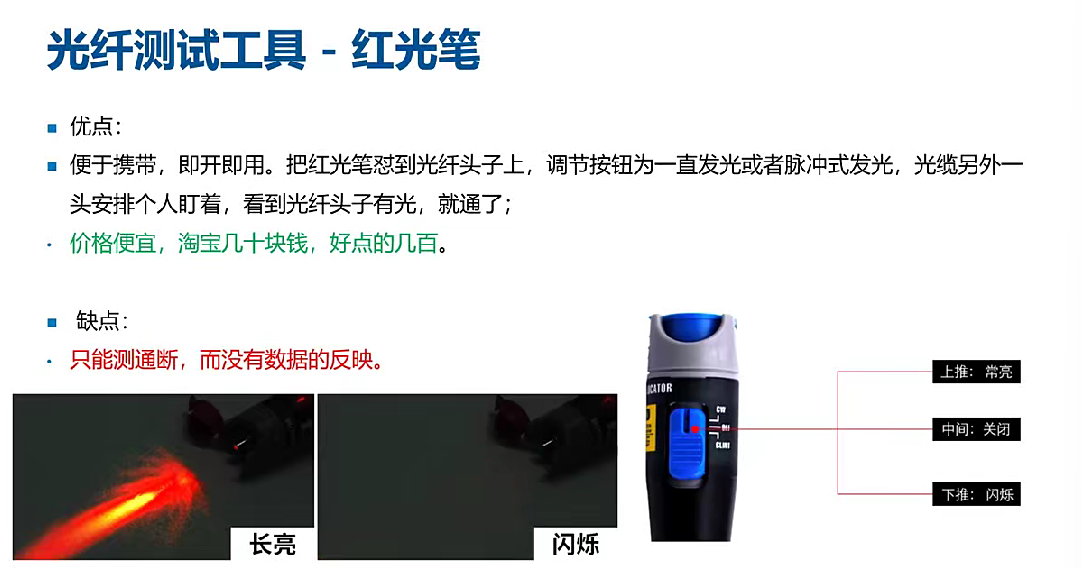 光纤测试工具 - 红光笔
优点：
便于携带，即开即用。把红光笔怼到光纤头子上，调节按钮为一直发光或者脉冲式发光，光缆另外一
头安排个人盯着，看到光纤头子有光，就通了；
价格便宜，淘宝几十块钱，好点的几百。
缺点：
只能测通断，而没有数据的反映。
长亮
闪烁
OCATOR
CW
上推： 常亮
中间：关闭
下推： 闪烁